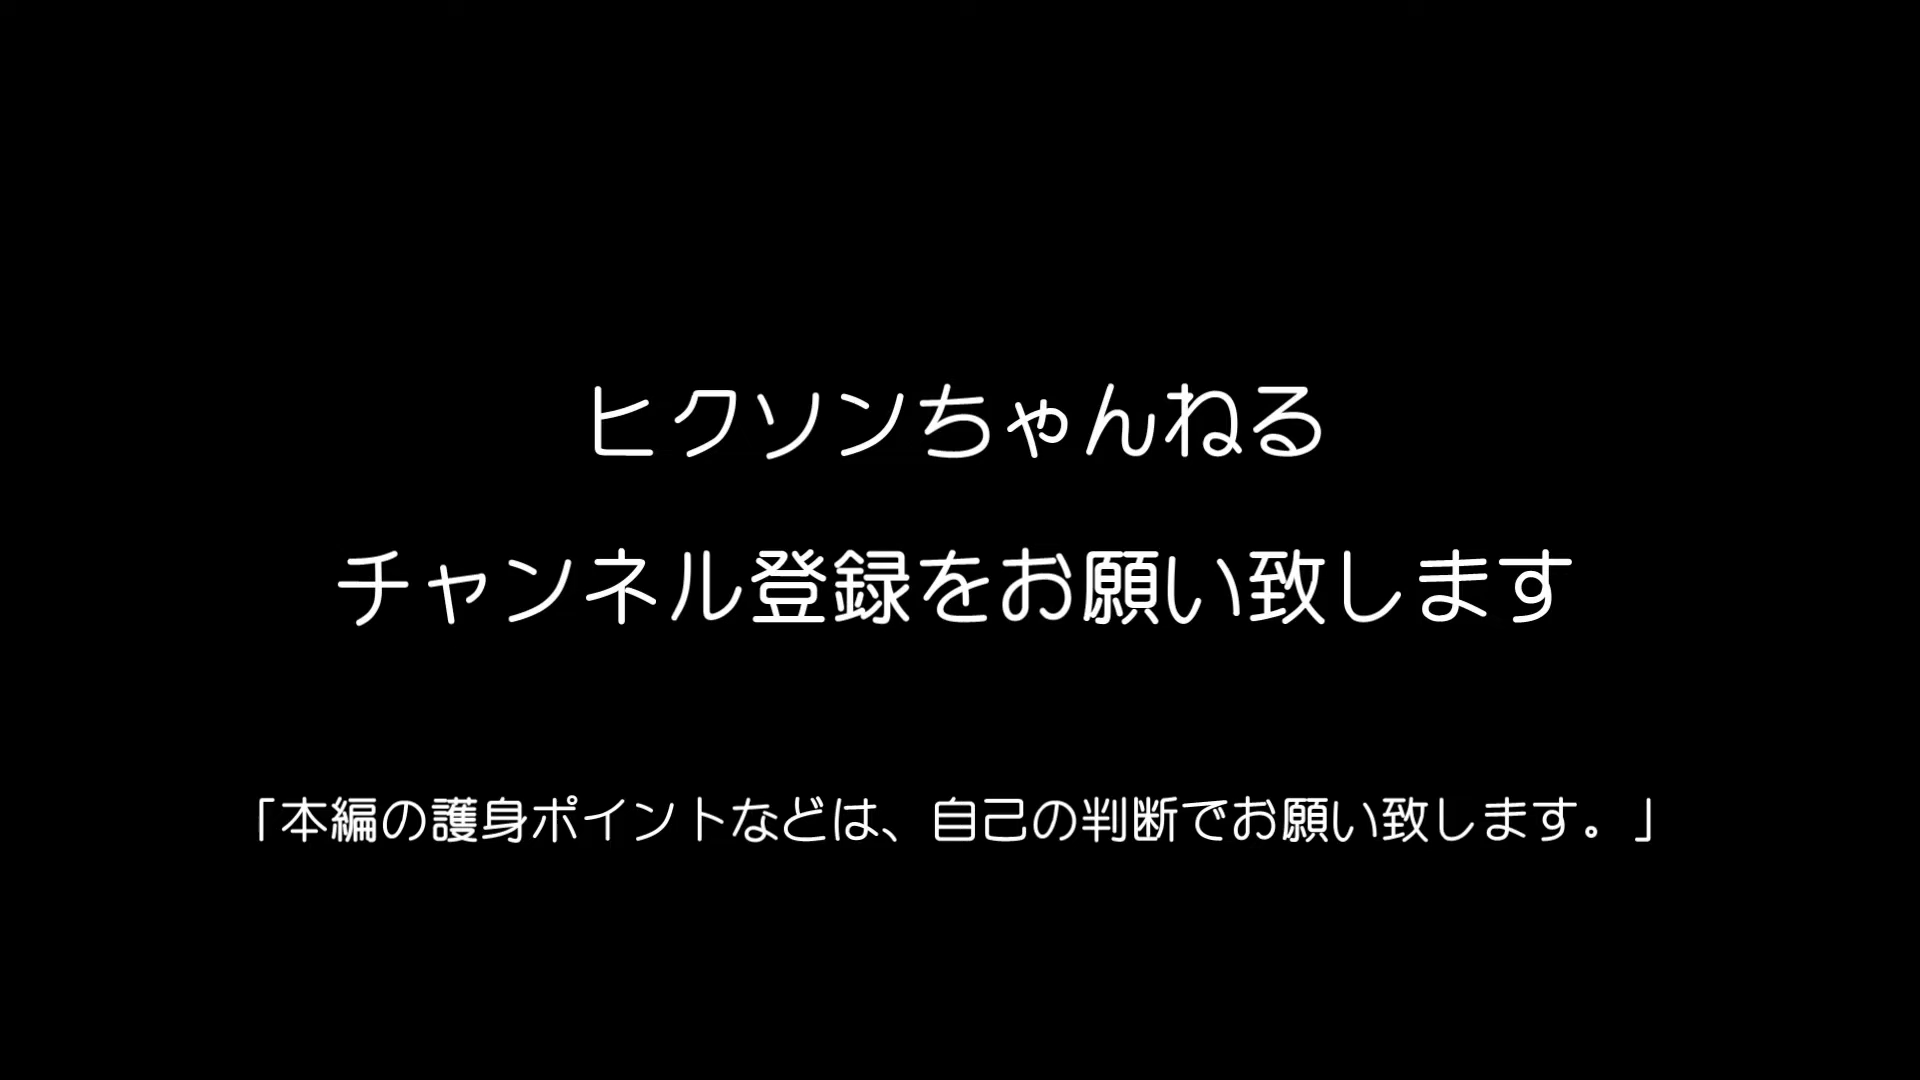 ヒクソンちゃんねる
チャンネル登録をお願い致します
「本編の護身ポイントなどは、自己の判断でお願い致します。」